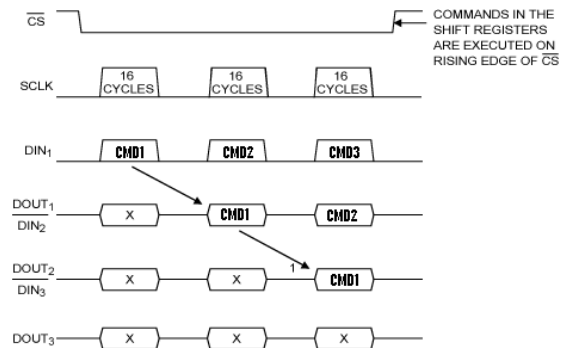 CS
COMMANDS IN THE
SHIFT REGISTERS
ARE EXECUTED ON
RISING EDGE OF CS
SCLK
16
CYCLES
16
CYCLES
16
CYCLES
DIN1
CMD1
CMD2
CMD3
DOUT1
DIN2
X
CMD1
CMD2
DOUT2
DIN3
X
X
1
CMD1
DOUT3
X
X
X